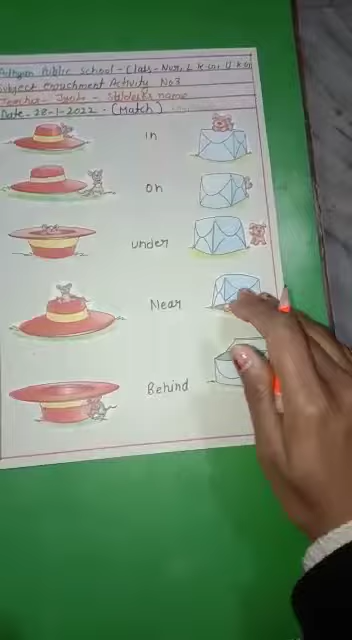 Public School - Class - Nur, L.K.G, U.K.G
Subject enrichment Activity No 3
Teacher - - Students name
Date - 28-1-2022 - (Match)
in
on
under
Near
Behind